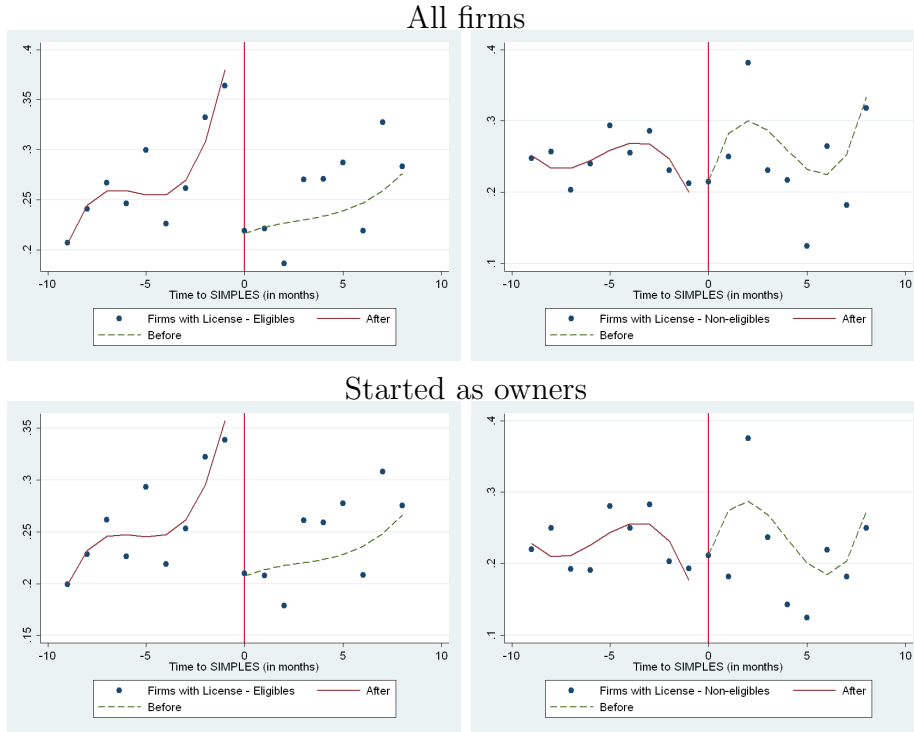 All firms
.4
.35
.3
.25
.2
-10 -5 0 5 10
Time to SIMPLES (in months)
Firms with License - Eligibles After
Before
.4
.3
.2
.1
-10 -5 0 5 10
Time to SIMPLES (in months)
Firms with License - Non-eligibles After
Before
Started as owners
.35
.3
.25
.2
.15
-10 -5 0 5 10
Time to SIMPLES (in months)
Firms with License - Eligibles After
Before
.4
.3
.2
.1
-10 -5 0 5 10
Time to SIMPLES (in months)
Firms with License - Non-eligibles After
Before